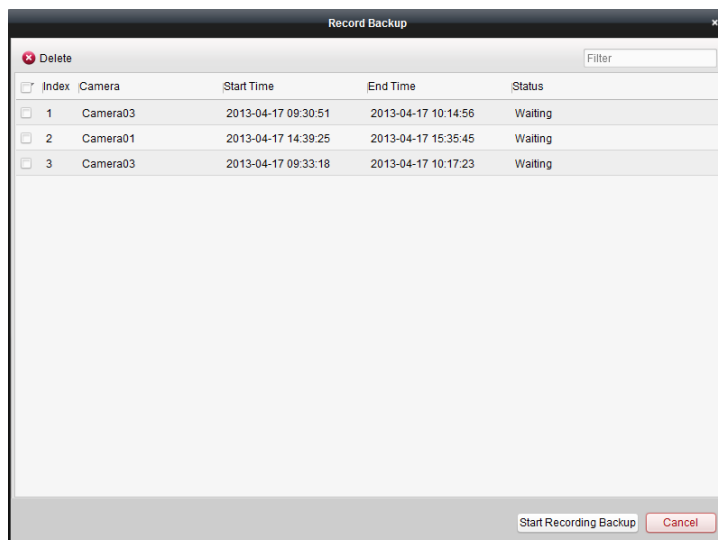 Record Backup ×
Delete Filter
Index Camera Start Time End Time Status
1 Camera03 2013-04-17 09:30:51 2013-04-17 10:14:56 Waiting
2 Camera01 2013-04-17 14:39:25 2013-04-17 15:35:45 Waiting
3 Camera03 2013-04-17 09:33:18 2013-04-17 10:17:23 Waiting
Start Recording Backup Cancel